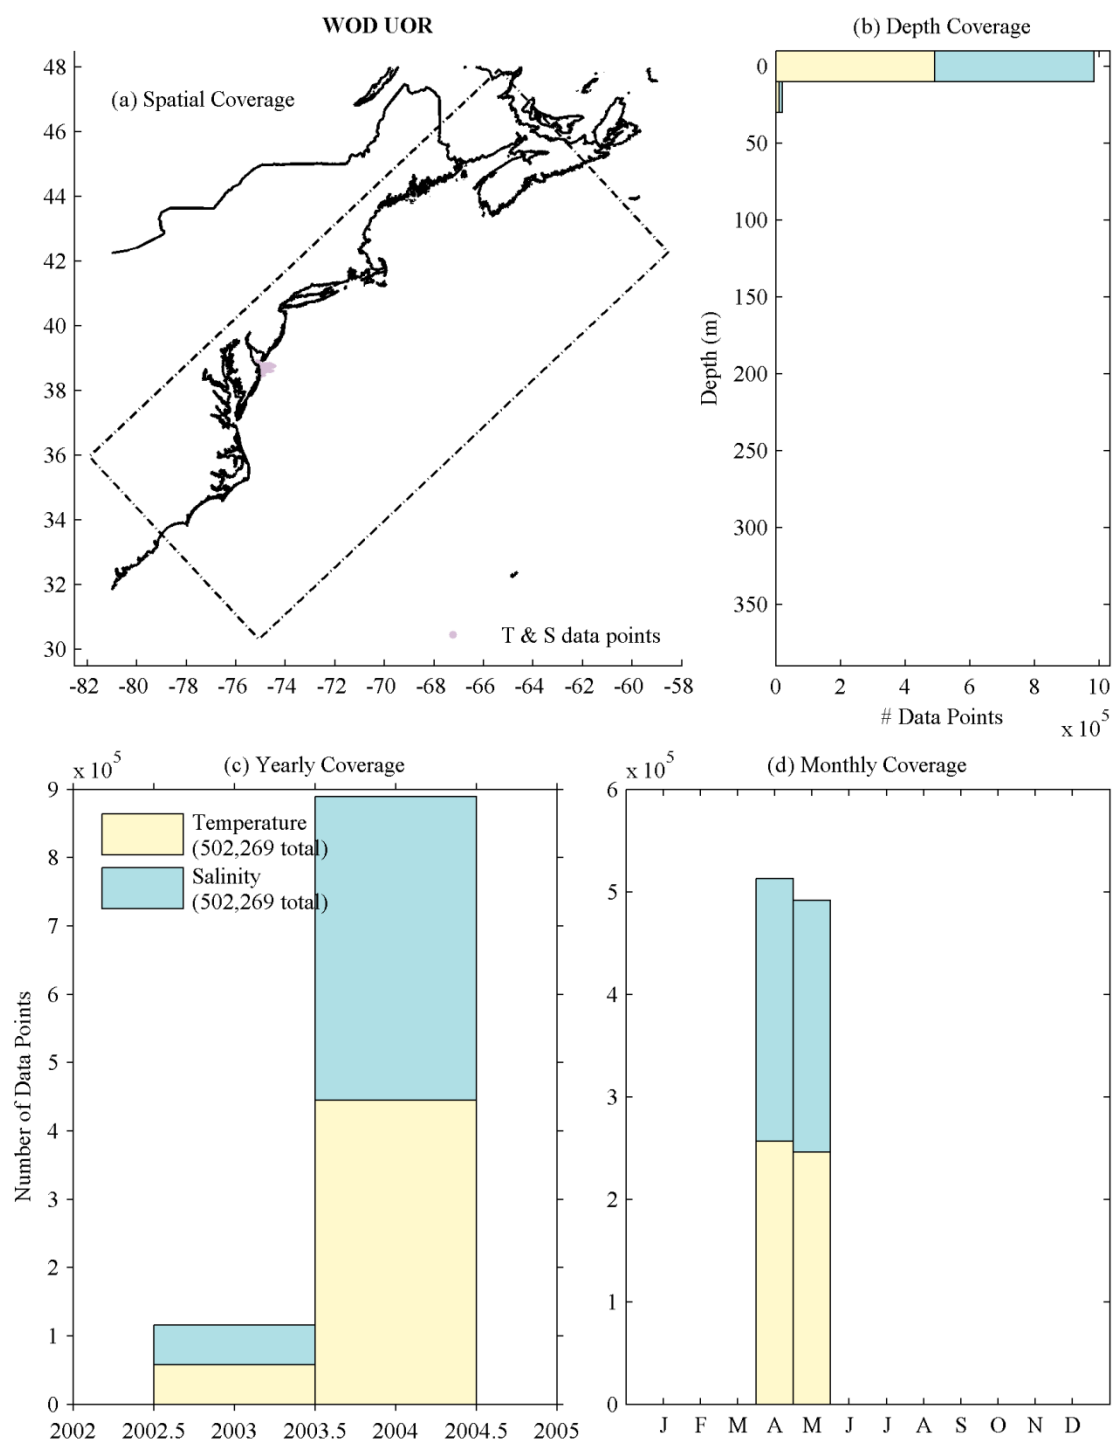 WOD UOR
(a) Spatial Coverage
48
46
44
42
40
38
36
34
32
30
T & S data points
-82 -80 -78 -76 -74 -72 -70 -68 -66 -64 -62 -60 -58
(b) Depth Coverage
0
50
100
150
200
250
300
350
Depth (m)
0 2 4 6 8 10
# Data Points
x 10^5
x 10^5
(c) Yearly Coverage
9
8
7
6
5
4
3
2
1
0
Temperature
(502,269 total)
Salinity
(502,269 total)
Number of Data Points
2002 2002.5 2003 2003.5 2004 2004.5 2005
x 10^5
(d) Monthly Coverage
6
5
4
3
2
1
0
J F M A M J J A S O N D